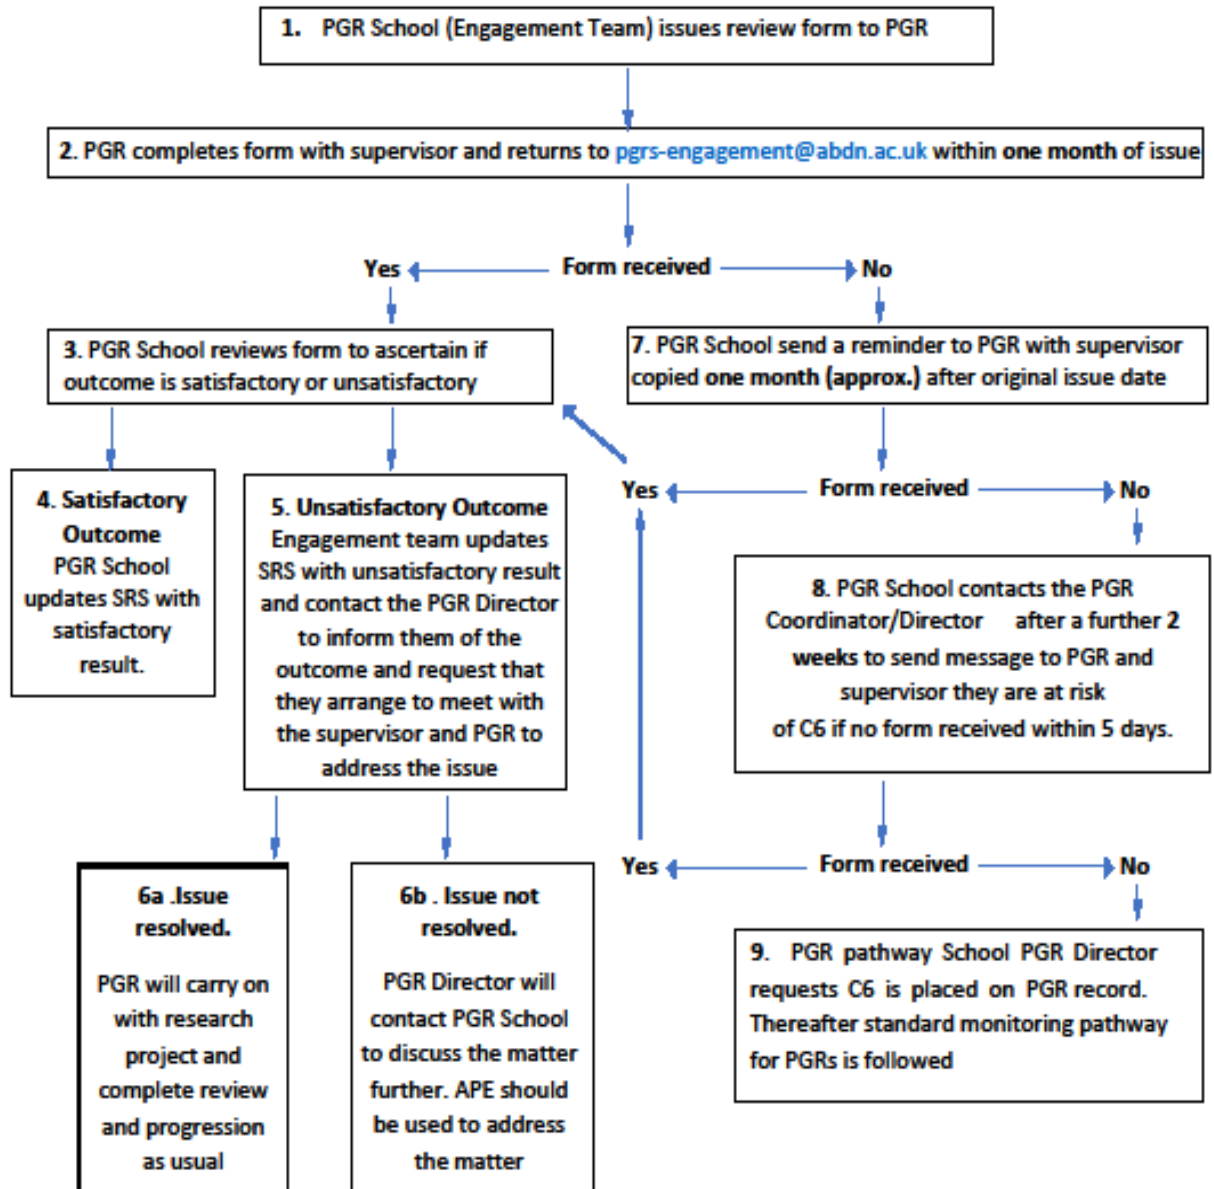 1. PGR School (Engagement Team) issues review form to PGR
2. PGR completes form with supervisor and returns to pgrs-engagement@abdn.ac.uk within one month of issue
Yes
Form received
No
3. PGR School reviews form to ascertain if
outcome is satisfactory or unsatisfactory
7. PGR School send a reminder to PGR with supervisor
copied one month (approx.) after original issue date
4. Satisfactory
Outcome
PGR School
updates SRS with
satisfactory
result.
5. Unsatisfactory Outcome
Engagement team updates
SRS with unsatisfactory result
and contact the PGR Director
to inform them of the
outcome and request that
they arrange to meet with
the supervisor and PGR to
address the issue
Yes
Form received
No
8. PGR School contacts the PGR
Coordinator/Director after a further 2
weeks to send message to PGR and
supervisor they are at risk
of C6 if no form received within 5 days.
6a .Issue
resolved.
PGR will carry on
with research
project and
complete review
and progression
as usual
6b . Issue not
resolved.
PGR Director will
contact PGR School
to discuss the matter
further. APE should
be used to address
the matter
Yes
Form received
No
9. PGR pathway School PGR Director
requests C6 is placed on PGR record.
Thereafter standard monitoring pathway
for PGRs is followed